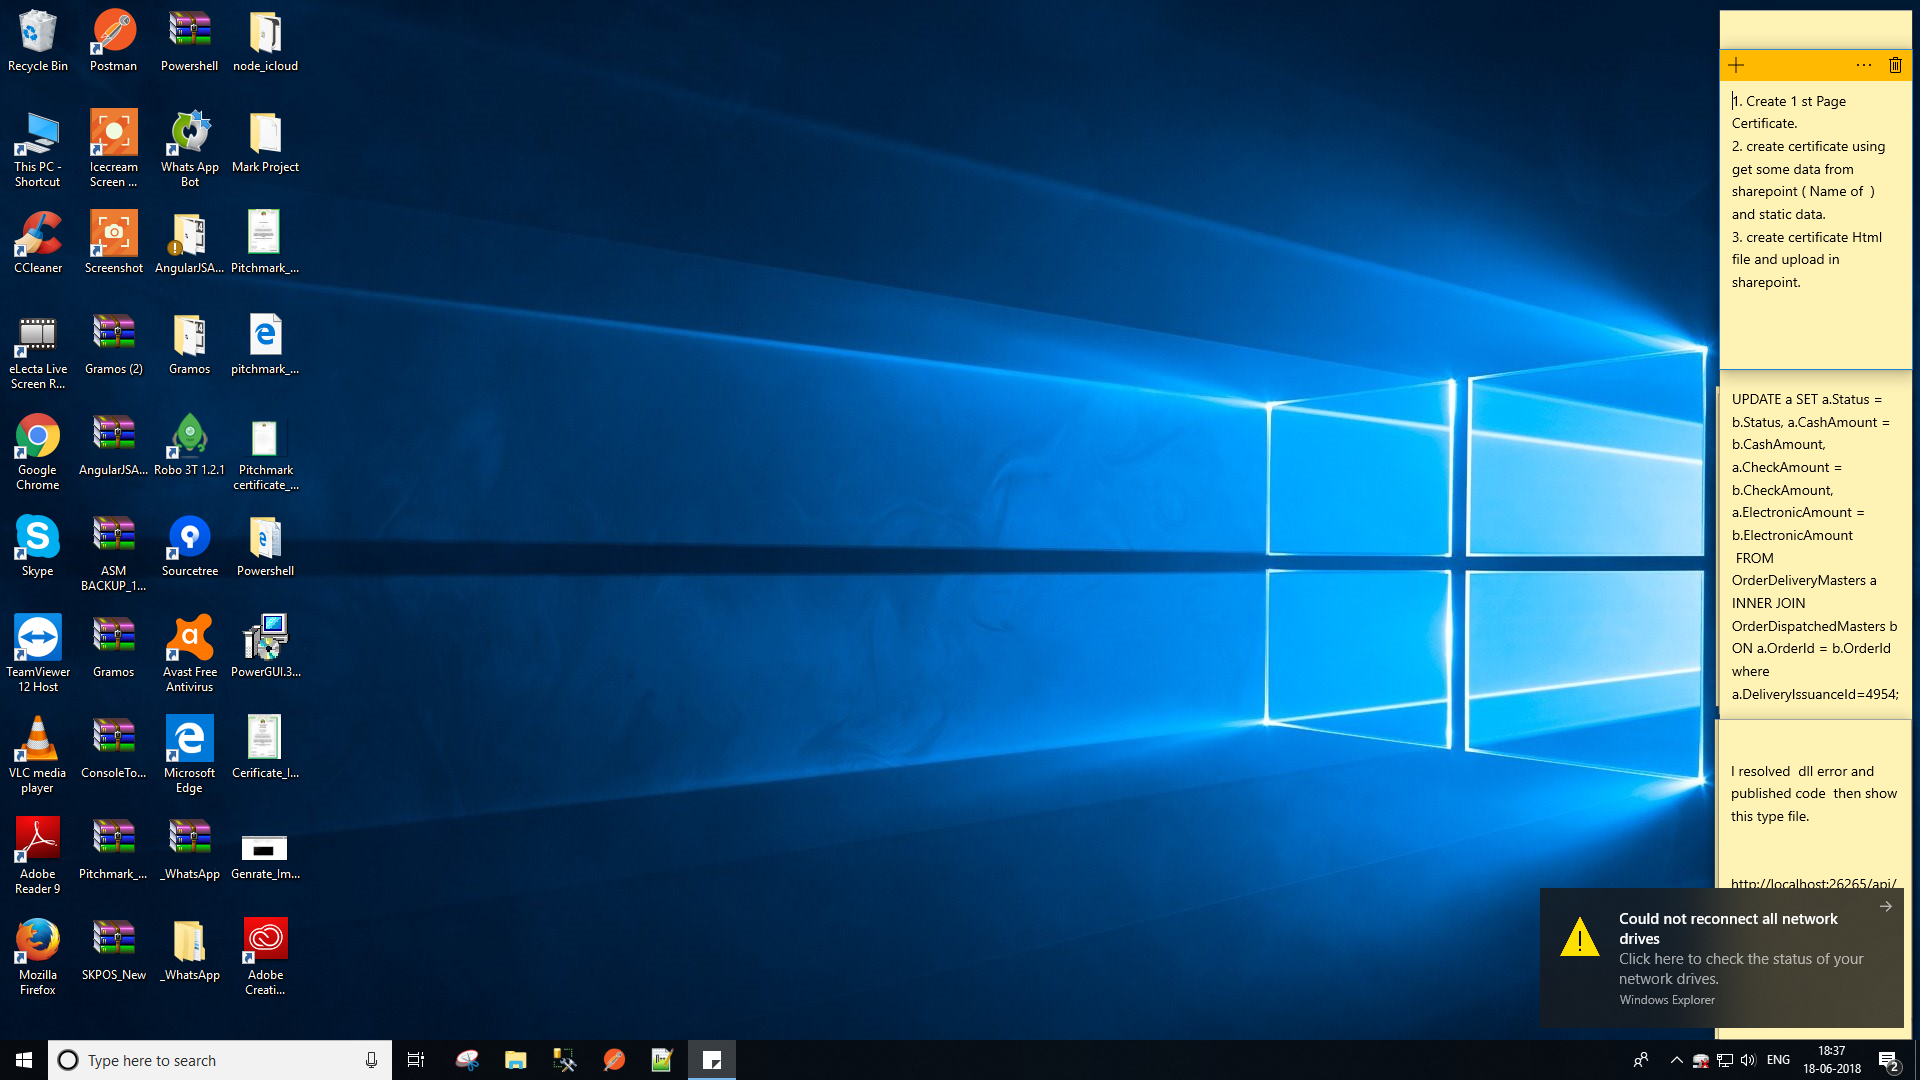 Recycle Bin
Postman
Powershell
node_icloud
This PC -
Shortcut
Icecream
Screen ...
Whats App
Bot
Mark Project
CCleaner
Screenshot
AngularJSA...
Pitchmark_...
eLecta Live
Screen R...
Gramos (2)
Gramos
pitchmark_...
Google
Chrome
AngularJSA...
Robo 3T 1.2.1
Pitchmark
certificate_...
Skype
ASM
BACKUP_1...
Sourcetree
Powershell
TeamViewer
12 Host
Gramos
Avast Free
Antivirus
PowerGUI.3...
VLC media
player
ConsoleTo...
Microsoft
Edge
Cerificate_I...
Adobe
Reader 9
Pitchmark_...
_WhatsApp
Genrate_Im...
Mozilla
Firefox
SKPOS_New
_WhatsApp
Adobe
Creati...
1. Create 1 st Page
Certificate.
2. create certificate using
get some data from
sharepoint ( Name of  )
and static data.
3. create certificate Html
file and upload in
sharepoint.
UPDATE a SET a.Status =
b.Status, a.CashAmount =
b.CashAmount,
a.CheckAmount =
b.CheckAmount,
a.ElectronicAmount =
b.ElectronicAmount
FROM
OrderDeliveryMasters a
INNER JOIN
OrderDispatchedMasters b
ON a.OrderId = b.OrderId
where
a.DeliveryIssuanceId=4954;
I resolved  dll error and
published code  then show
this type file.
http://localhost:26265/api/
Could not reconnect all network
drives
Click here to check the status of your
network drives.
Windows Explorer
Type here to search
ENG
18:37
18-06-2018
2